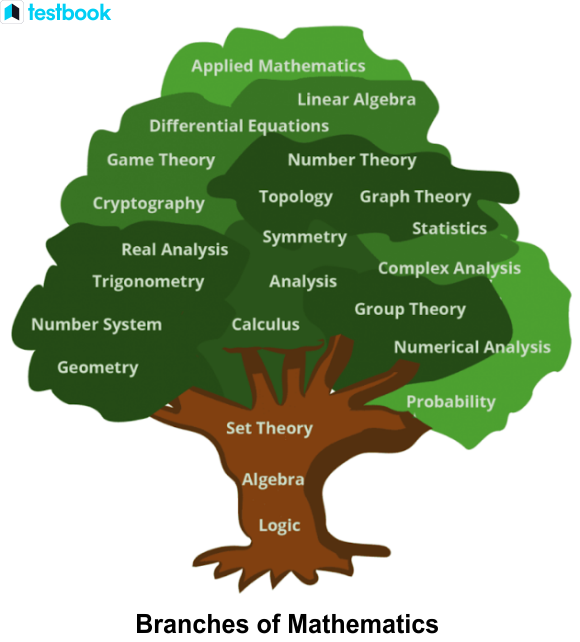 testbook
Applied Mathematics
Linear Algebra
Differential Equations
Game Theory
Number Theory
Cryptography
Topology
Graph Theory
Statistics
Symmetry
Real Analysis
Complex Analysis
Trigonometry
Analysis
Group Theory
Number System
Calculus
Numerical Analysis
Geometry
Probability
Set Theory
Algebra
Logic
Branches of Mathematics